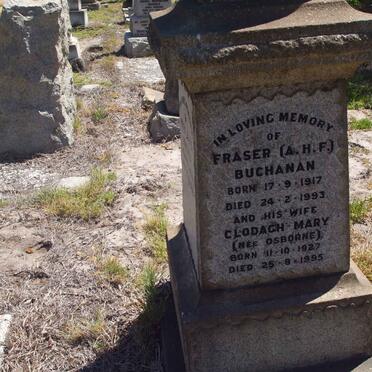 IN LOVING MEMORY
OF
FRASER (A.H.F.)
BUCHANAN
BORN 17·9·1917
DIED 24·2·1993
AND HIS WIFE
CLODAGH MARY
(NÉE OSBORNE)
BORN 11·10·1927
DIED 25·8·1995